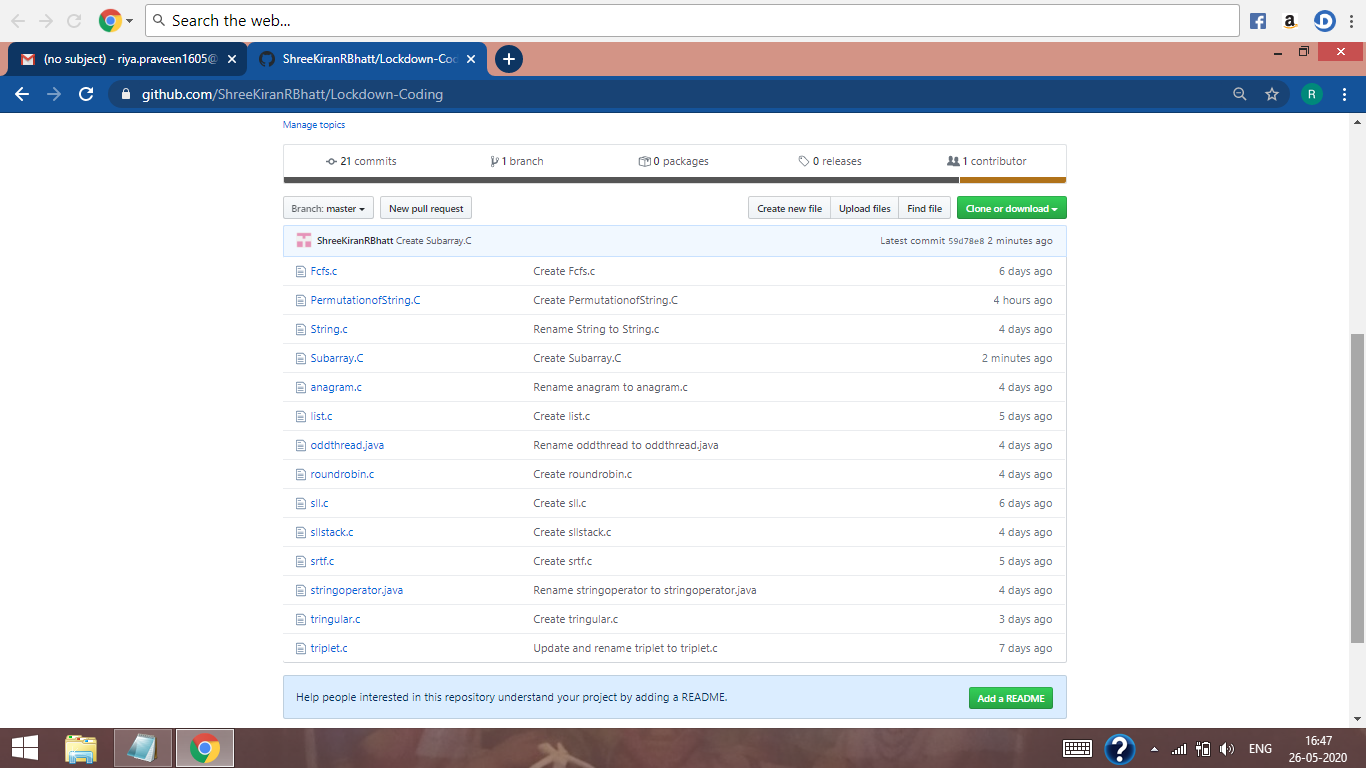 Search the web...
(no subject) - riya.praveen1605@
ShreeKiranRBhatt/Lockdown-Co
github.com/ShreeKiranRBhatt/Lockdown-Coding
R
Manage topics
21 commits 1 branch 0 packages 0 releases 1 contributor
Branch: master New pull request Create new file Upload files Find file Clone or download
ShreeKiranRBhatt Create Subarray.C Latest commit 59d78e8 2 minutes ago
Fcfs.c Create Fcfs.c 6 days ago
PermutationofString.C Create PermutationofString.C 4 hours ago
String.c Rename String to String.c 4 days ago
Subarray.C Create Subarray.C 2 minutes ago
anagram.c Rename anagram to anagram.c 4 days ago
list.c Create list.c 5 days ago
oddthread.java Rename oddthread to oddthread.java 4 days ago
roundrobin.c Create roundrobin.c 4 days ago
sll.c Create sll.c 6 days ago
sllstack.c Create sllstack.c 4 days ago
srtf.c Create srtf.c 5 days ago
stringoperator.java Rename stringoperator to stringoperator.java 4 days ago
tringular.c Create tringular.c 3 days ago
triplet.c Update and rename triplet to triplet.c 7 days ago
Help people interested in this repository understand your project by adding a README. Add a README
ENG
16:47
26-05-2020